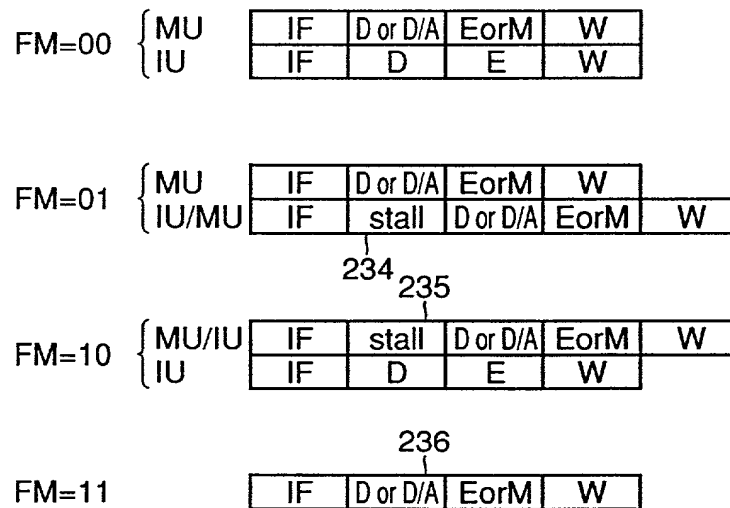 FM=00 MU IF D or D/A EorM W
IU IF D E W
FM=01 MU IF D or D/A EorM W
IU/MU IF stall D or D/A EorM W
234
235
FM=10 MU/IU IF stall D or D/A EorM W
IU IF D E W
236
FM=11 IF D or D/A EorM W